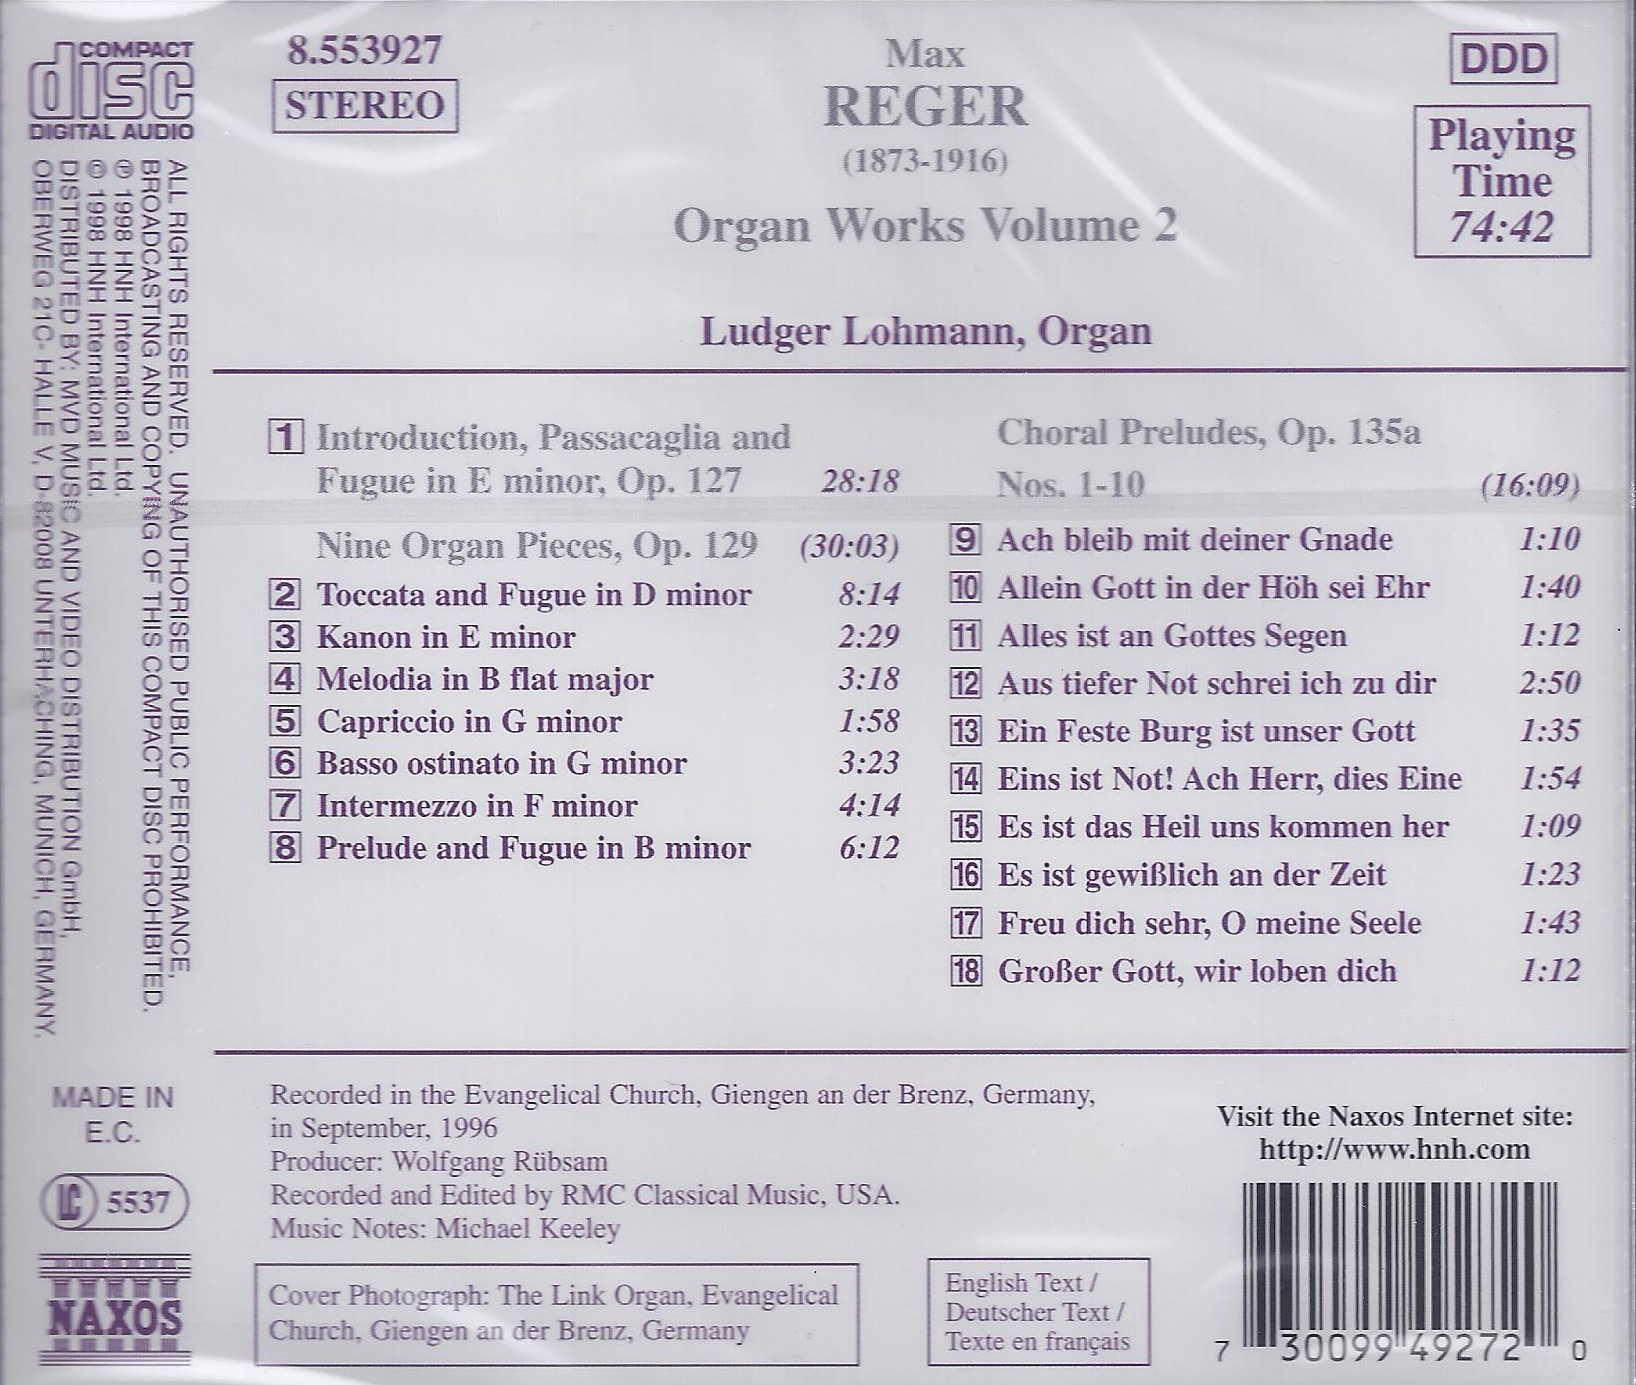 COMPACT
disc
DIGITAL AUDIO
8.553927
STEREO
Max
REGER
(1873-1916)
Organ Works Volume 2
Ludger Lohmann, Organ
DDD
Playing
Time
74:42
ALL RIGHTS RESERVED. UNAUTHORISED PUBLIC PERFORMANCE,
BROADCASTING AND COPYING OF THIS COMPACT DISC PROHIBITED.
℗ 1998 HNH International Ltd.
© 1998 HNH International Ltd.
DISTRIBUTED BY: MVD MUSIC AND VIDEO DISTRIBUTION GmbH,
OBERWEG 21C- HALLE V, D-82008 UNTERHACHING, MUNICH, GERMANY.
1 Introduction, Passacaglia and
Fugue in E minor, Op. 127 28:18
Nine Organ Pieces, Op. 129 (30:03)
2 Toccata and Fugue in D minor 8:14
3 Kanon in E minor 2:29
4 Melodia in B flat major 3:18
5 Capriccio in G minor 1:58
6 Basso ostinato in G minor 3:23
7 Intermezzo in F minor 4:14
8 Prelude and Fugue in B minor 6:12
Choral Preludes, Op. 135a
Nos. 1-10 (16:09)
9 Ach bleib mit deiner Gnade 1:10
10 Allein Gott in der Höh sei Ehr 1:40
11 Alles ist an Gottes Segen 1:12
12 Aus tiefer Not schrei ich zu dir 2:50
13 Ein Feste Burg ist unser Gott 1:35
14 Eins ist Not! Ach Herr, dies Eine 1:54
15 Es ist das Heil uns kommen her 1:09
16 Es ist gewißlich an der Zeit 1:23
17 Freu dich sehr, O meine Seele 1:43
18 Großer Gott, wir loben dich 1:12
MADE IN
E.C.
LC 5537
NAXOS
Recorded in the Evangelical Church, Giengen an der Brenz, Germany,
in September, 1996
Producer: Wolfgang Rübsam
Recorded and Edited by RMC Classical Music, USA.
Music Notes: Michael Keeley
Cover Photograph: The Link Organ, Evangelical
Church, Giengen an der Brenz, Germany
English Text /
Deutscher Text /
Texte en français
Visit the Naxos Internet site:
http://www.hnh.com
7 30099 49272 0